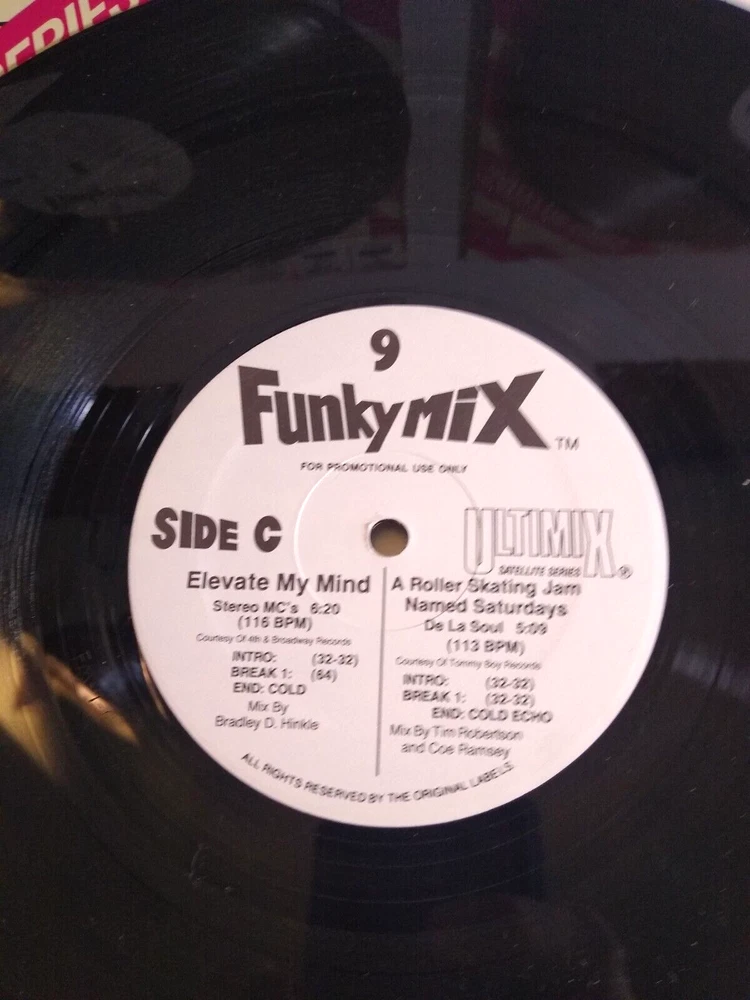 SERIES
9
Funkymix TM
FOR PROMOTIONAL USE ONLY
SIDE C
ULTIMIX
SATELLITE SERIES ®
Elevate My Mind
Stereo MC's 6:20
(116 BPM)
Courtesy Of 4th & Broadway Records
INTRO: (32-32)
BREAK 1: (64)
END: COLD
Mix By
Bradley D. Hinkle
A Roller Skating Jam
Named Saturdays
De La Soul 5:09
(113 BPM)
Courtesy Of Tommy Boy Records
INTRO: (32-32)
BREAK 1: (32-32)
END: COLD ECHO
Mix By Tim Robertson
and Coe Ramsey
ALL RIGHTS RESERVED BY THE ORIGINAL LABELS.